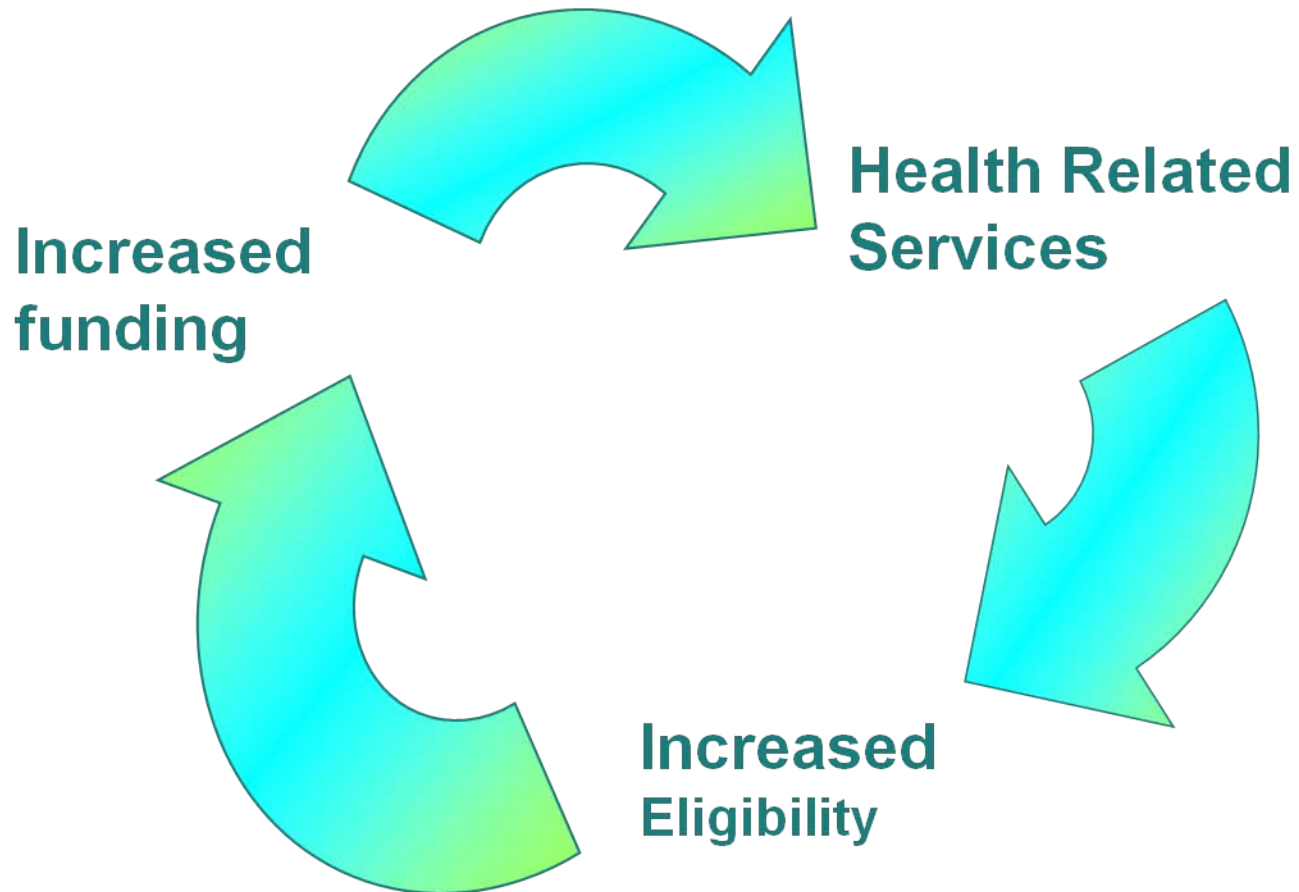 Health Related
Services
Increased
funding
Increased
Eligibility